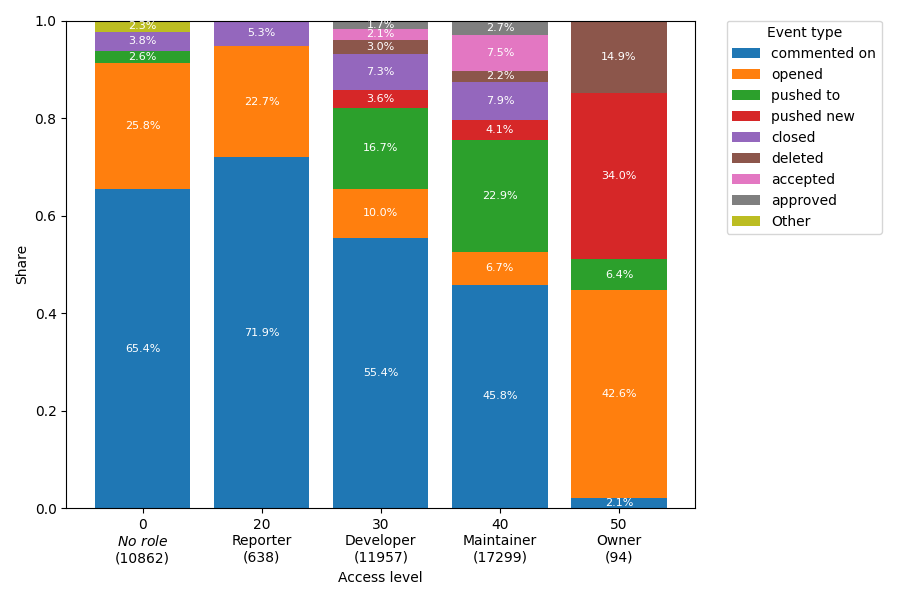 1.0
0.8
0.6
0.4
0.2
0.0
Share
2.3%
3.8%
2.6%
25.8%
65.4%
5.3%
22.7%
71.9%
1.7%
2.1%
3.0%
7.3%
3.6%
16.7%
10.0%
55.4%
2.7%
7.5%
2.2%
7.9%
4.1%
22.9%
6.7%
45.8%
14.9%
34.0%
6.4%
42.6%
2.1%
0
No role
(10862)
20
Reporter
(638)
30
Developer
(11957)
40
Maintainer
(17299)
50
Owner
(94)
Access level
Event type
commented on
opened
pushed to
pushed new
closed
deleted
accepted
approved
Other